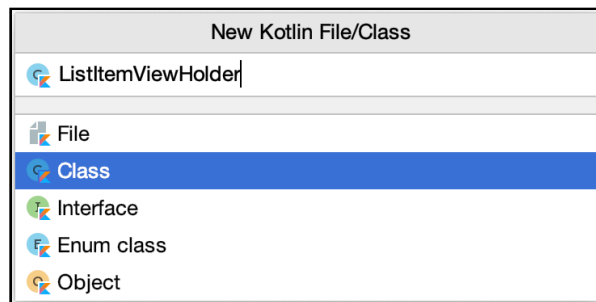 New Kotlin File/Class
ListItemViewHolder
File
Class
Interface
Enum class
Object